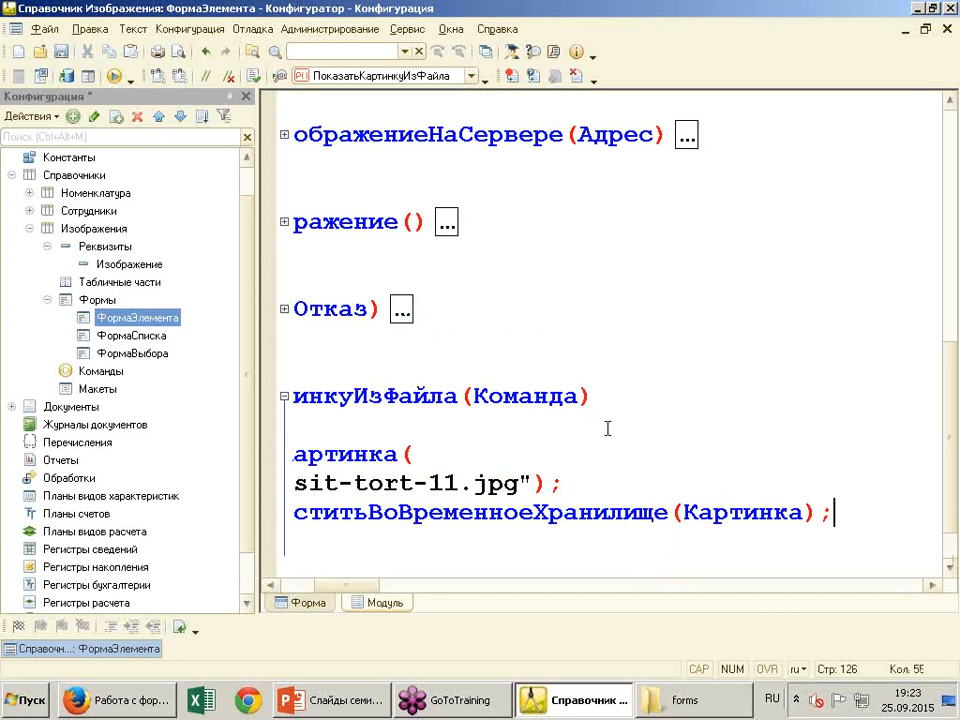 Справочник Изображения: ФормаЭлемента - Конфигуратор - Конфигурация
Файл Правка Текст Конфигурация Отладка Администрирование Сервис Окна Справка
ПоказатьКартинкуИзФайла
Конфигурация *
Действия
Поиск (Ctrl+Alt+M)
Константы
Справочники
Номенклатура
Сотрудники
Изображения
Реквизиты
Изображение
Табличные части
Формы
ФормаЭлемента
ФормаСписка
ФормаВыбора
Команды
Макеты
Документы
Журналы документов
Перечисления
Отчеты
Обработки
Планы видов характеристик
Планы счетов
Планы видов расчета
Регистры сведений
Регистры накопления
Регистры бухгалтерии
Регистры расчета
ображениеНаСервере(Адрес) ...
ражение() ...
Отказ) ...
инкуИзФайла(Команда)
артинка(
sit-tort-11.jpg");
ститьВоВременноеХранилище(Картинка);
Форма Модуль
Справоч...: ФормаЭлемента
CAP NUM OVR ru Стр: 126 Кол: 55
Пуск Работа с фор... Слайды семи... GoToTraining Справочник ... forms RU 19:23
25.09.2015